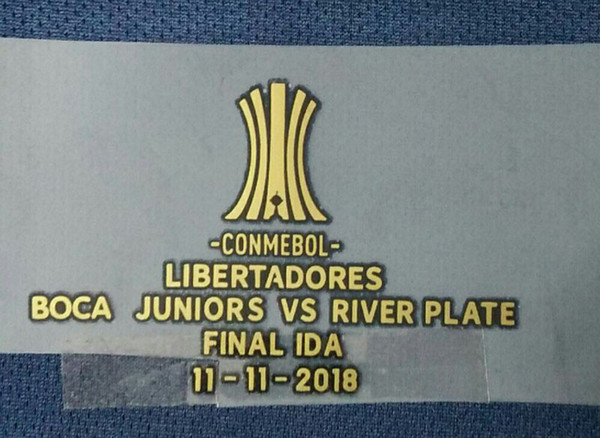 -CONMEBOL-
LIBERTADORES
BOCA JUNIORS VS RIVER PLATE
FINAL IDA
11-11-2018